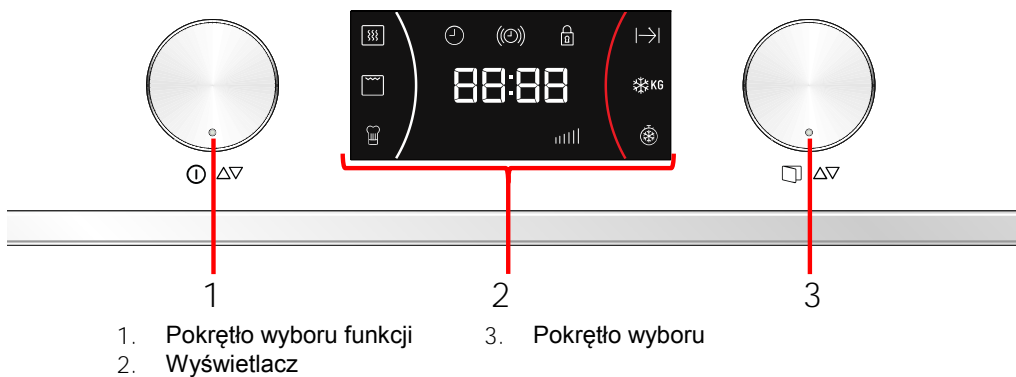 88:88
KG
1 2 3
1. Pokrętło wyboru funkcji
2. Wyświetlacz
3. Pokrętło wyboru